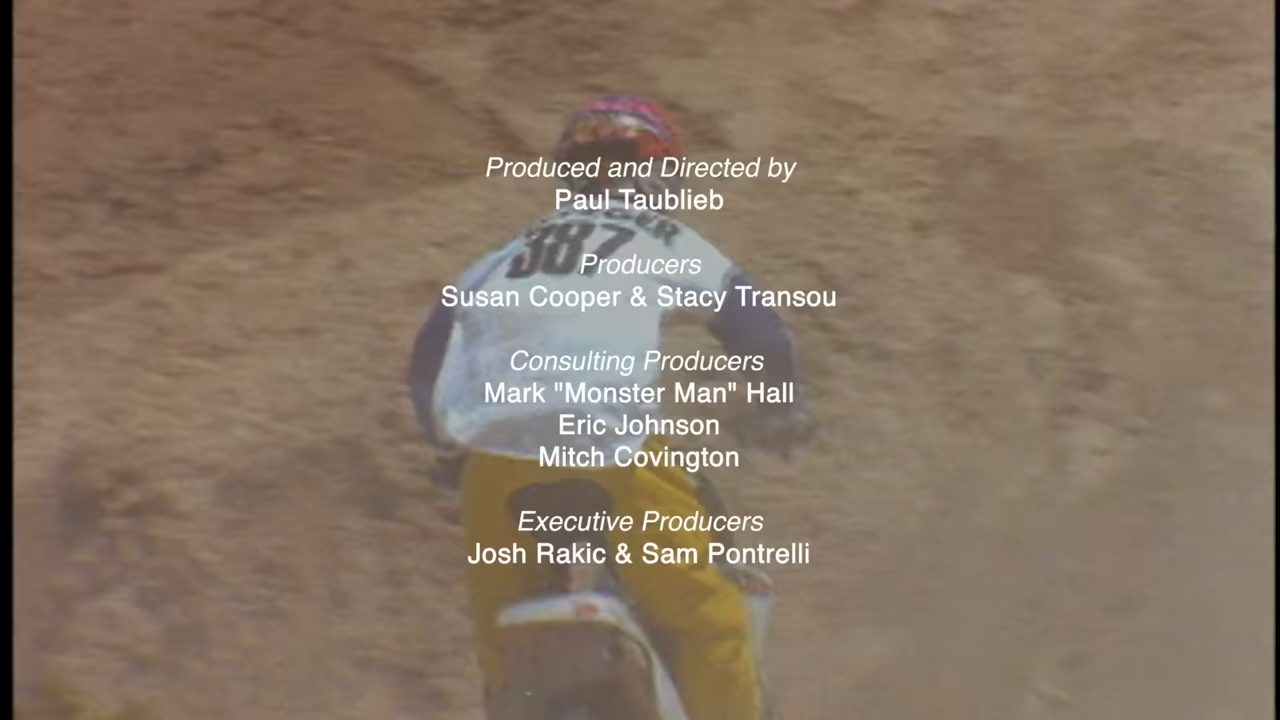 Produced and Directed by
Paul Taublieb
387
Producers
Susan Cooper & Stacy Transou
Consulting Producers
Mark "Monster Man" Hall
Eric Johnson
Mitch Covington
Executive Producers
Josh Rakic & Sam Pontrelli